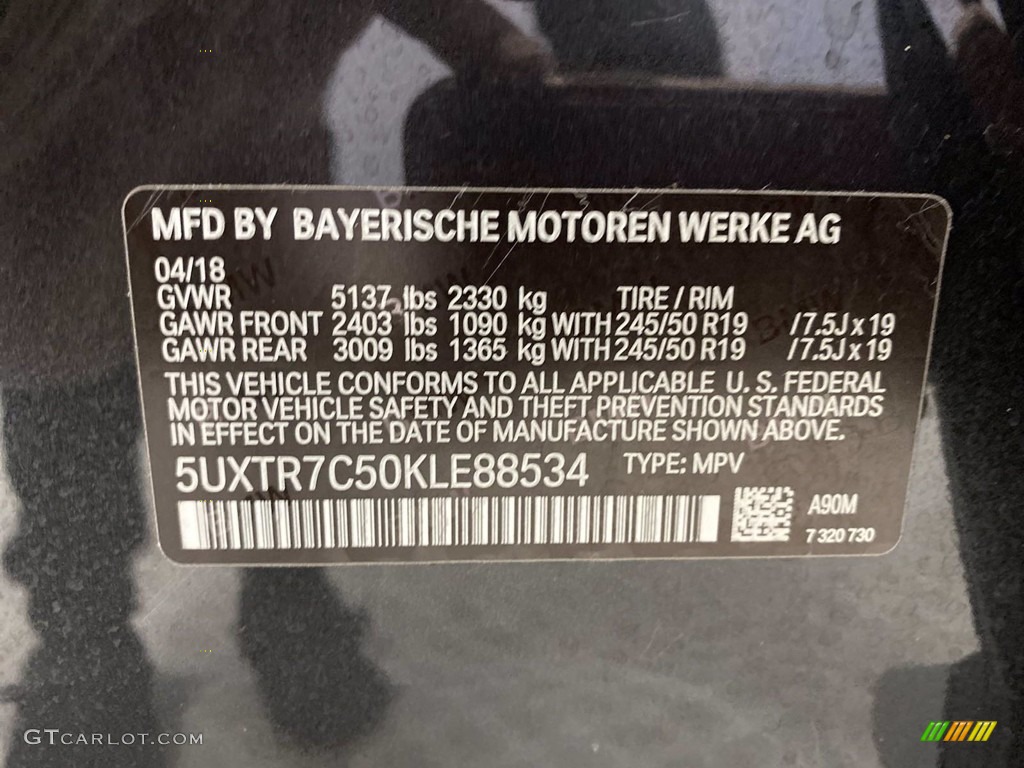 MFD BY BAYERISCHE MOTOREN WERKE AG
04/18
GVWR 5137 lbs 2330 kg TIRE / RIM
GAWR FRONT 2403 lbs 1090 kg WITH 245/50 R19 /7.5J x 19
GAWR REAR 3009 lbs 1365 kg WITH 245/50 R19 /7.5J x 19
THIS VEHICLE CONFORMS TO ALL APPLICABLE U. S. FEDERAL
MOTOR VEHICLE SAFETY AND THEFT PREVENTION STANDARDS
IN EFFECT ON THE DATE OF MANUFACTURE SHOWN ABOVE.
5UXTR7C50KLE88534 TYPE: MPV
A90M
7 320 730
GTCARLOT.COM